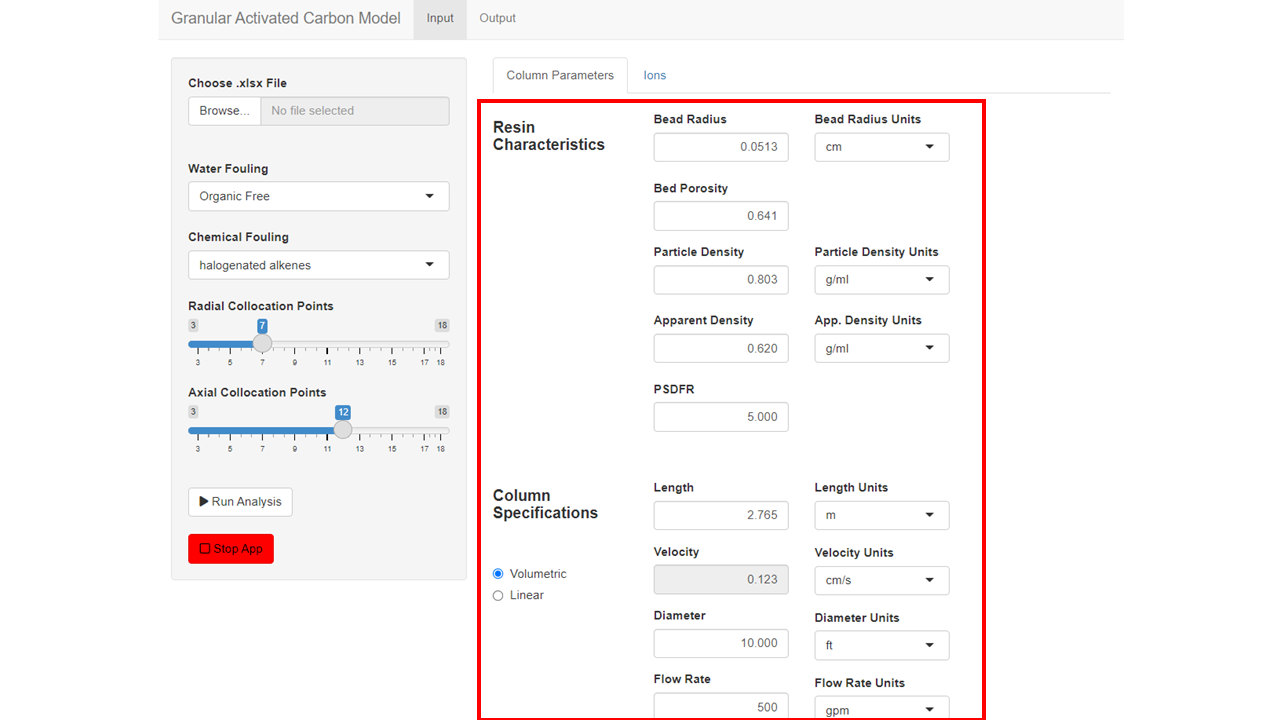 Granular Activated Carbon Model Input Output
Choose .xlsx File
Browse... No file selected
Water Fouling
Organic Free
Chemical Fouling
halogenated alkenes
Radial Collocation Points
3 7 18
3 5 7 9 11 13 15 17 18
Axial Collocation Points
3 12 18
3 5 7 9 11 13 15 17 18
Run Analysis
Stop App
Column Parameters Ions
Resin
Characteristics
Bead Radius Bead Radius Units
0.0513 cm
Bed Porosity
0.641
Particle Density Particle Density Units
0.803 g/ml
Apparent Density App. Density Units
0.620 g/ml
PSDFR
5.000
Column
Specifications
Volumetric
Linear
Length Length Units
2.765 m
Velocity Velocity Units
0.123 cm/s
Diameter Diameter Units
10.000 ft
Flow Rate Flow Rate Units
500 gpm